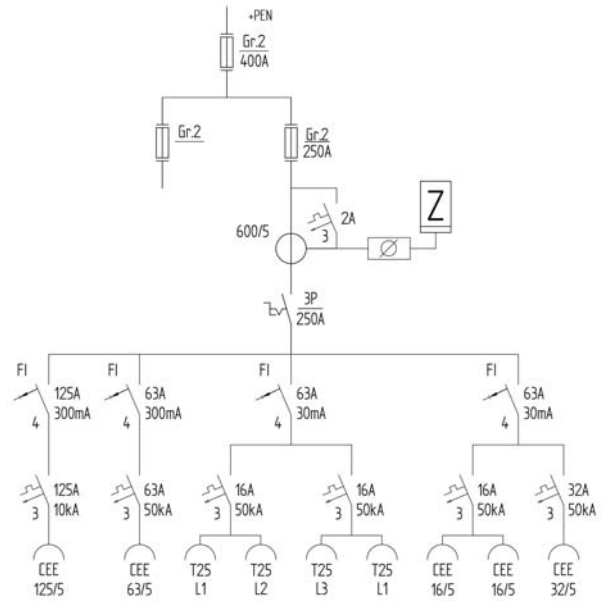 +PEN
Gr.2
400A
Gr.2
Gr.2
250A
2A
3
Z
600/5
3P
250A
FI
125A
300mA
4
FI
63A
300mA
4
FI
63A
30mA
4
FI
63A
30mA
4
125A
10kA
3
63A
50kA
3
16A
50kA
3
16A
50kA
3
16A
50kA
3
32A
50kA
3
CEE
125/5
CEE
63/5
T25
L1
T25
L2
T25
L3
T25
L1
CEE
16/5
CEE
16/5
CEE
32/5